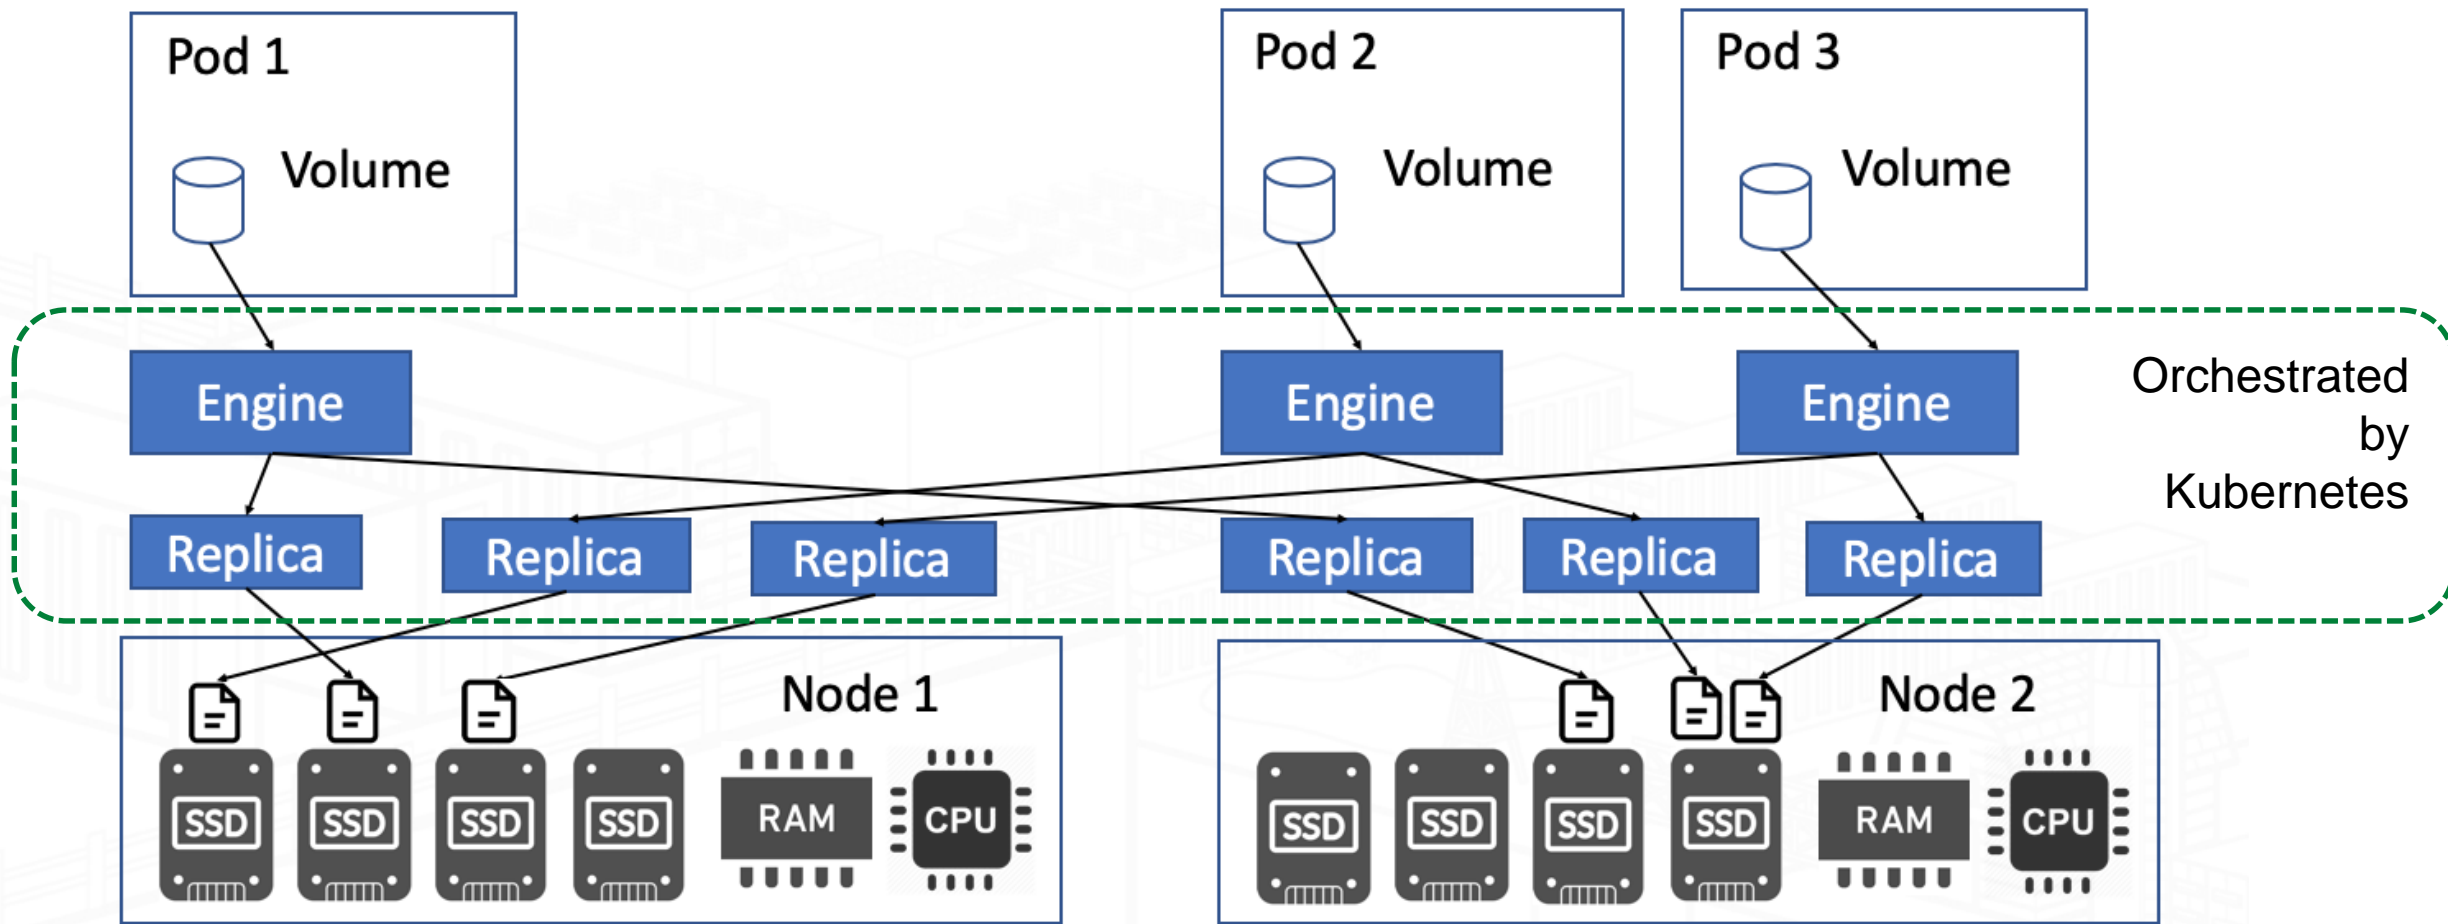 Pod 1
Pod 2
Pod 3
Volume
Volume
Volume
Engine
Engine
Engine
Orchestrated
by
Kubernetes
Replica
Replica
Replica
Replica
Replica
Replica
Node 1
Node 2
SSD
SSD
SSD
SSD
RAM
CPU
SSD
SSD
SSD
SSD
RAM
CPU